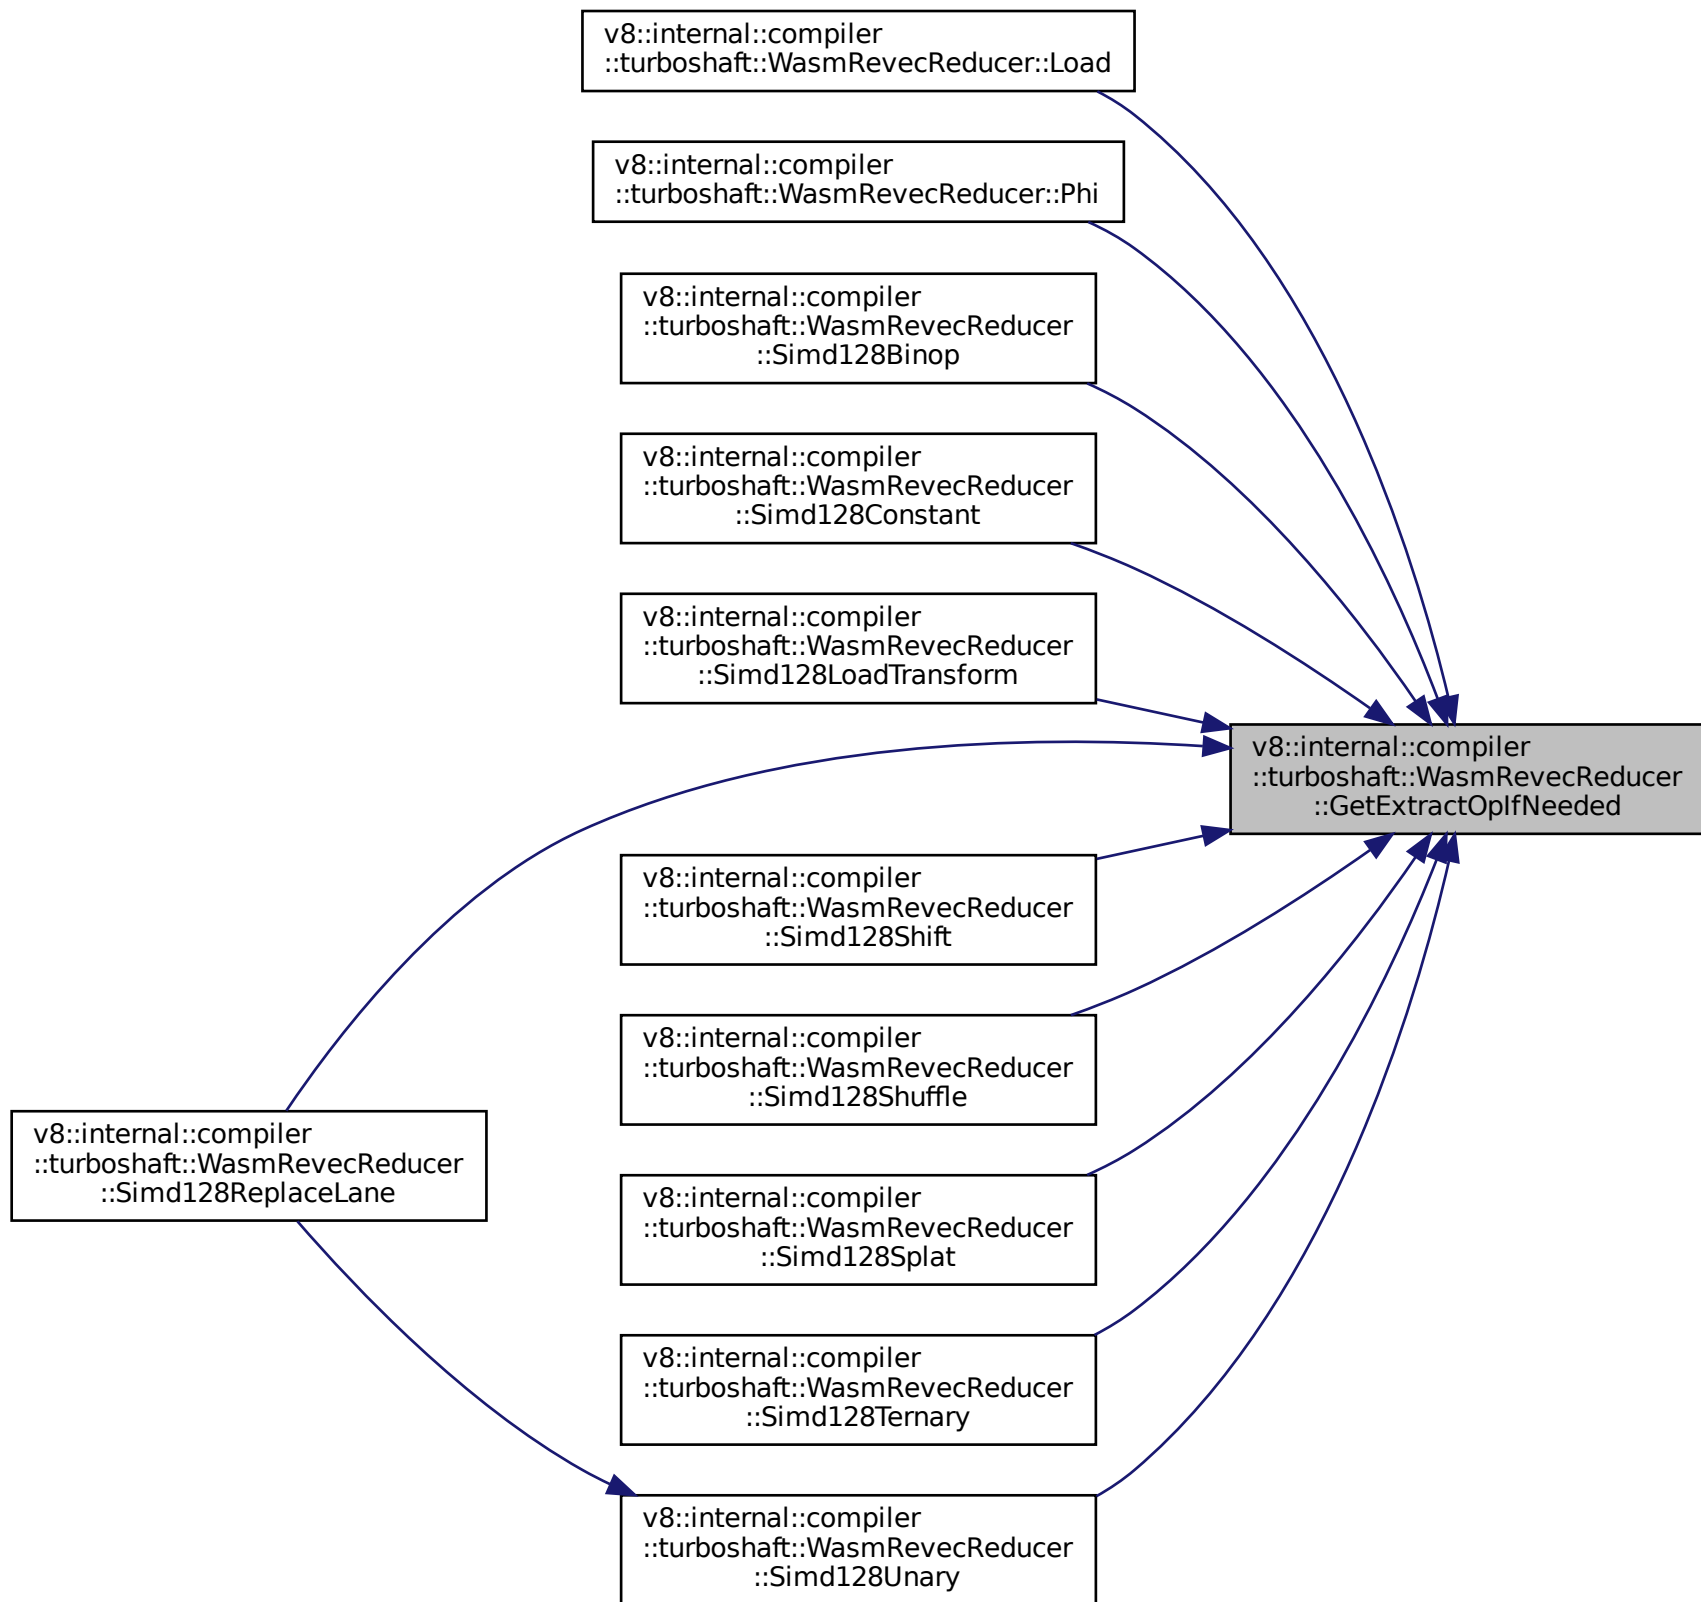 v8::internal::compiler
::turboshaft::WasmRevecReducer::Load
v8::internal::compiler
::turboshaft::WasmRevecReducer::Phi
v8::internal::compiler
::turboshaft::WasmRevecReducer
::Simd128Binop
v8::internal::compiler
::turboshaft::WasmRevecReducer
::Simd128Constant
v8::internal::compiler
::turboshaft::WasmRevecReducer
::Simd128LoadTransform
v8::internal::compiler
::turboshaft::WasmRevecReducer
::GetExtractOpIfNeeded
v8::internal::compiler
::turboshaft::WasmRevecReducer
::Simd128Shift
v8::internal::compiler
::turboshaft::WasmRevecReducer
::Simd128Shuffle
v8::internal::compiler
::turboshaft::WasmRevecReducer
::Simd128ReplaceLane
v8::internal::compiler
::turboshaft::WasmRevecReducer
::Simd128Splat
v8::internal::compiler
::turboshaft::WasmRevecReducer
::Simd128Ternary
v8::internal::compiler
::turboshaft::WasmRevecReducer
::Simd128Unary